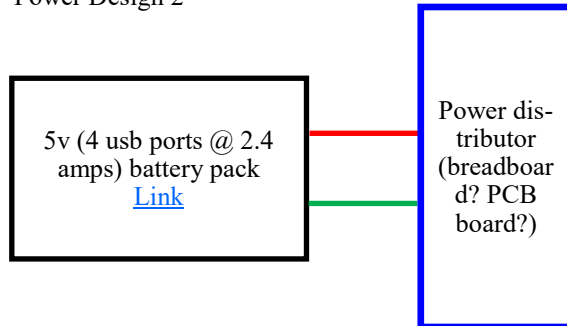 Power Design 2
5v (4 usb ports @ 2.4
amps) battery pack
Link
Power dis-
tributor
(breadboar
d? PCB
board?)